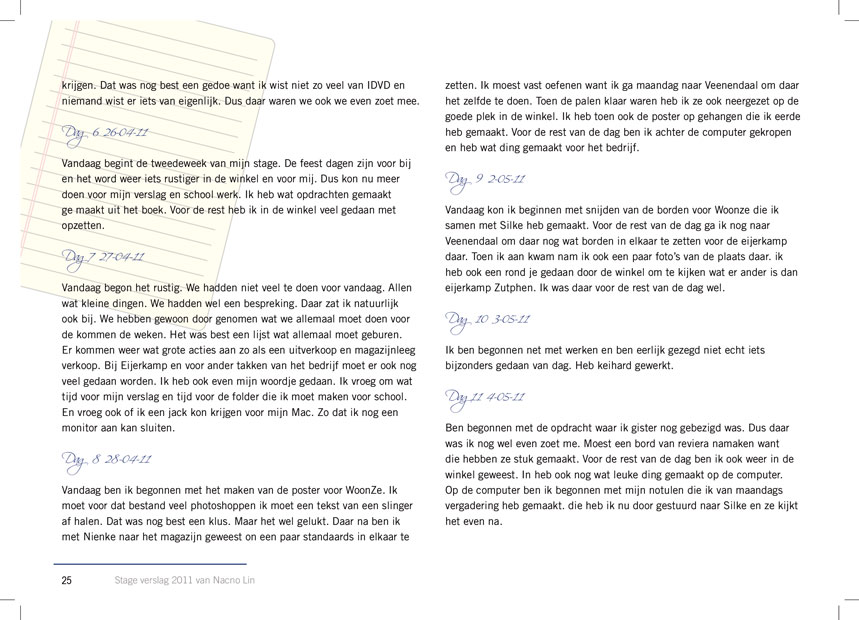 krijgen. Dat was nog best een gedoe want ik wist niet zo veel van IDVD en
niemand wist er iets van eigenlijk. Dus daar waren we ook we even zoet mee.
Dag 6 26-04-11
Vandaag begint de tweedeweek van mijn stage. De feest dagen zijn voor bij
en het word weer iets rustiger in de winkel en voor mij. Dus kon nu meer
doen voor mijn verslag en school werk. Ik heb wat opdrachten gemaakt
ge maakt uit het boek. Voor de rest heb ik in de winkel veel gedaan met
opzetten.
Dag 7 27-04-11
Vandaag begon het rustig. We hadden niet veel te doen voor vandaag. Allen
wat kleine dingen. We hadden wel een bespreking. Daar zat ik natuurlijk
ook bij. We hebben gewoon door genomen wat we allemaal moet doen voor
de kommen de weken. Het was best een lijst wat allemaal moet geburen.
Er kommen weer wat grote acties aan zo als een uitverkoop en magazijnleeg
verkoop. Bij Eijerkamp en voor ander takken van het bedrijf moet er ook nog
veel gedaan worden. Ik heb ook even mijn woordje gedaan. Ik vroeg om wat
tijd voor mijn verslag en tijd voor de folder die ik moet maken voor school.
En vroeg ook of ik een jack kon krijgen voor mijn Mac. Zo dat ik nog een
monitor aan kan sluiten.
Dag 8 28-04-11
Vandaag ben ik begonnen met het maken van de poster voor WoonZe. Ik
moet voor dat bestand veel photoshoppen ik moet een tekst van een slinger
af halen. Dat was nog best een klus. Maar het wel gelukt. Daar na ben ik
met Nienke naar het magazijn geweest on een paar standaards in elkaar te
zetten. Ik moest vast oefenen want ik ga maandag naar Veenendaal om daar
het zelfde te doen. Toen de palen klaar waren heb ik ze ook neergezet op de
goede plek in de winkel. Ik heb toen ook de poster op gehangen die ik eerde
heb gemaakt. Voor de rest van de dag ben ik achter de computer gekropen
en heb wat ding gemaakt voor het bedrijf.
Dag 9 2-05-11
Vandaag kon ik beginnen met snijden van de borden voor Woonze die ik
samen met Silke heb gemaakt. Voor de rest van de dag ga ik nog naar
Veenendaal om daar nog wat borden in elkaar te zetten voor de eijerkamp
daar. Toen ik aan kwam nam ik ook een paar foto's van de plaats daar. ik
heb ook een rond je gedaan door de winkel om te kijken wat er ander is dan
eijerkamp Zutphen. Ik was daar voor de rest van de dag wel.
Dag 10 3-05-11
Ik ben begonnen net met werken en ben eerlijk gezegd niet echt iets
bijzonders gedaan van dag. Heb keihard gewerkt.
Dag 11 4-05-11
Ben begonnen met de opdracht waar ik gister nog gebezigd was. Dus daar
was ik nog wel even zoet me. Moest een bord van reviera namaken want
die hebben ze stuk gemaakt. Voor de rest van de dag ben ik ook weer in de
winkel geweest. In heb ook nog wat leuke ding gemaakt op de computer.
Op de computer ben ik begonnen met mijn notulen die ik van maandags
vergadering heb gemaakt. die heb ik nu door gestuurd naar Silke en ze kijkt
het even na.
25 Stage verslag 2011 van Nacno Lin